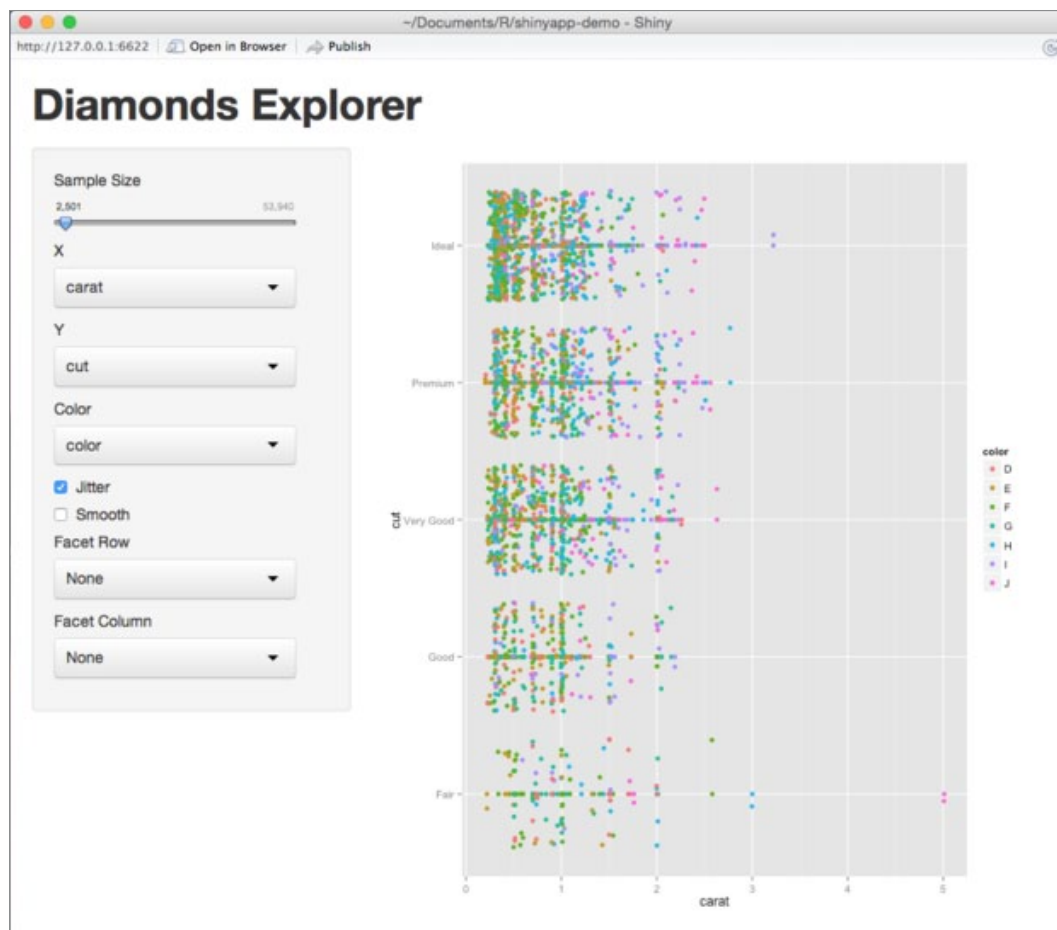 ~/Documents/R/shinyapp-demo - Shiny
http://127.0.0.1:6622 Open in Browser Publish
Diamonds Explorer
Sample Size
2,501 53,940
X
carat
Y
cut
Color
color
Jitter
Smooth
Facet Row
None
Facet Column
None
cut
Ideal
Premium
Very Good
Good
Fair
0 1 2 3 4 5
carat
color
D
E
F
G
H
I
J